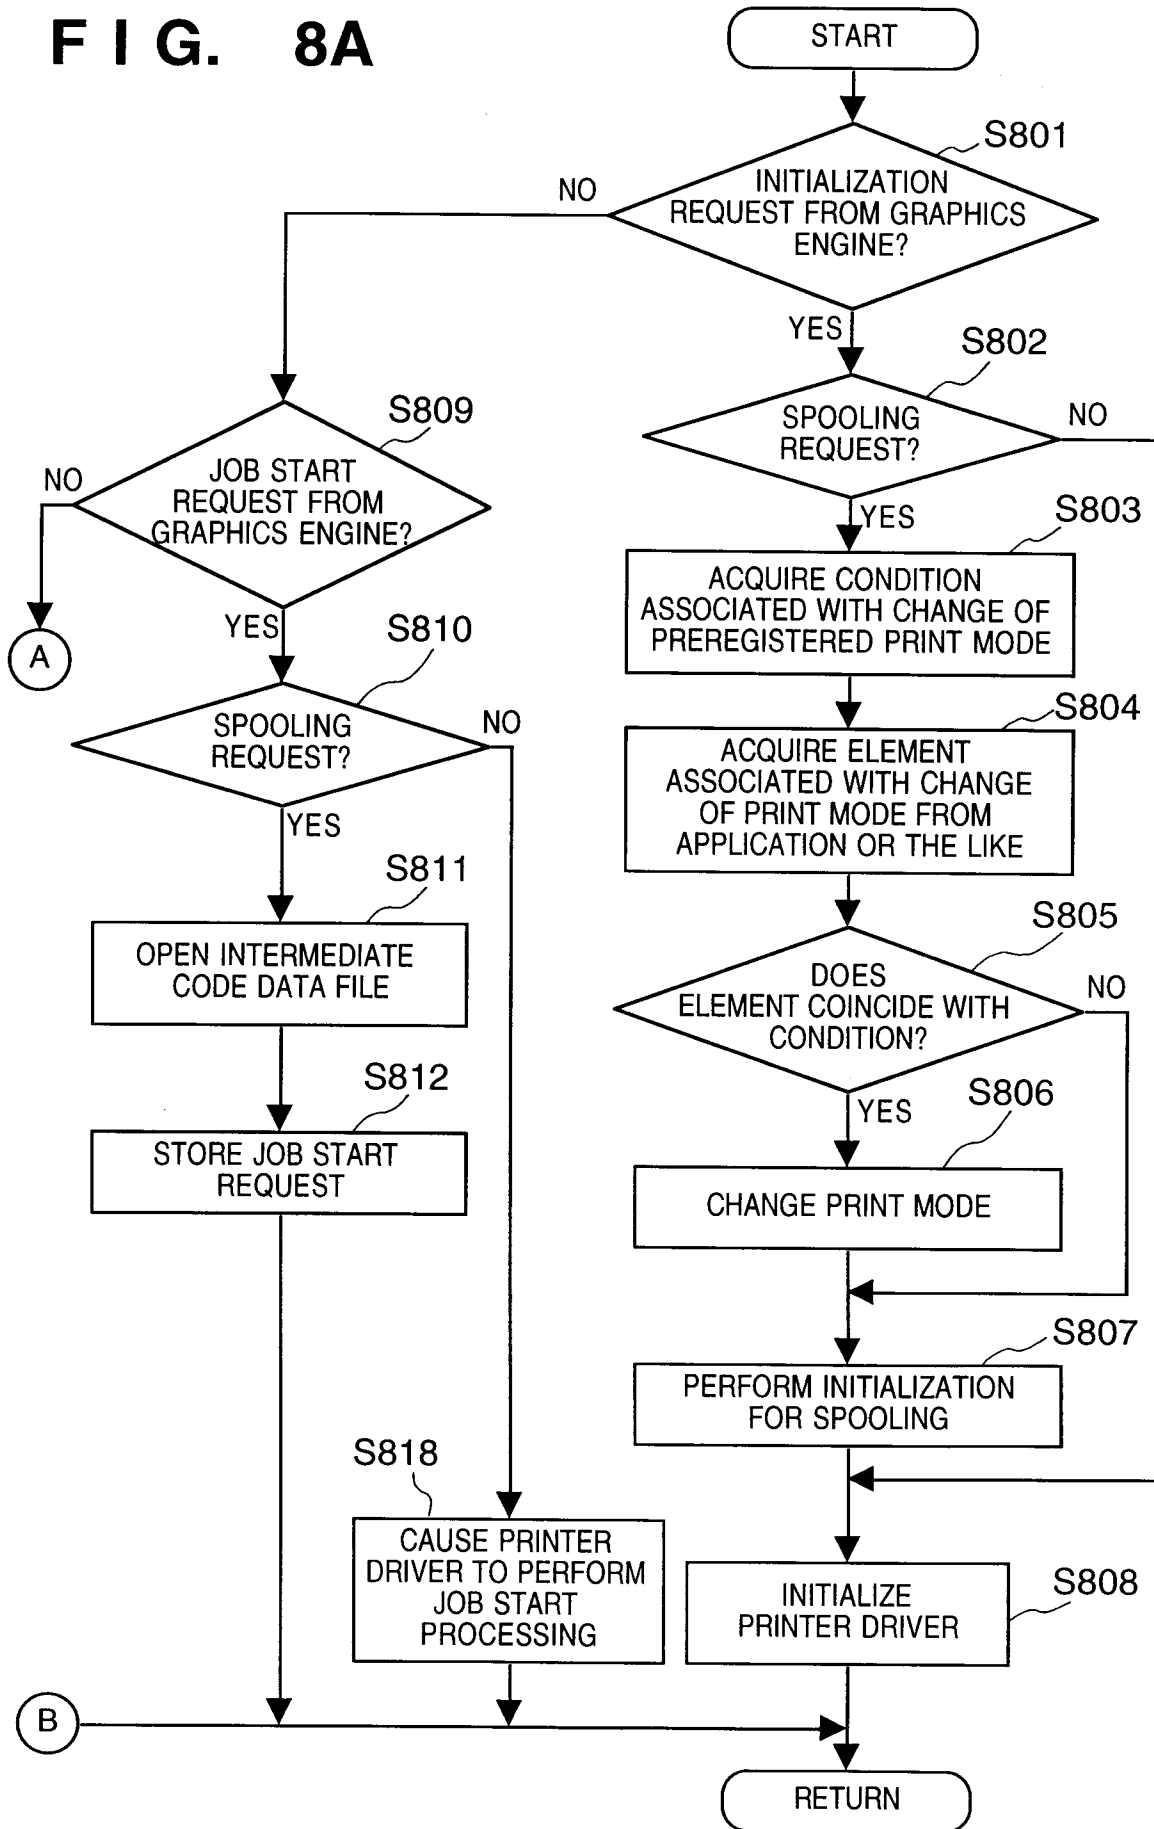 FIG. 8A
START
S801
INITIALIZATION
REQUEST FROM GRAPHICS
ENGINE?
NO
YES
S802
SPOOLING
REQUEST?
NO
YES
S803
ACQUIRE CONDITION
ASSOCIATED WITH CHANGE OF
PREREGISTERED PRINT MODE
S804
ACQUIRE ELEMENT
ASSOCIATED WITH CHANGE
OF PRINT MODE FROM
APPLICATION OR THE LIKE
S805
DOES
ELEMENT COINCIDE WITH
CONDITION?
NO
YES
S806
CHANGE PRINT MODE
S807
PERFORM INITIALIZATION
FOR SPOOLING
S808
INITIALIZE
PRINTER DRIVER
S809
JOB START
REQUEST FROM
GRAPHICS ENGINE?
NO
A
YES
S810
SPOOLING
REQUEST?
NO
YES
S811
OPEN INTERMEDIATE
CODE DATA FILE
S812
STORE JOB START
REQUEST
S818
CAUSE PRINTER
DRIVER TO PERFORM
JOB START
PROCESSING
B
RETURN